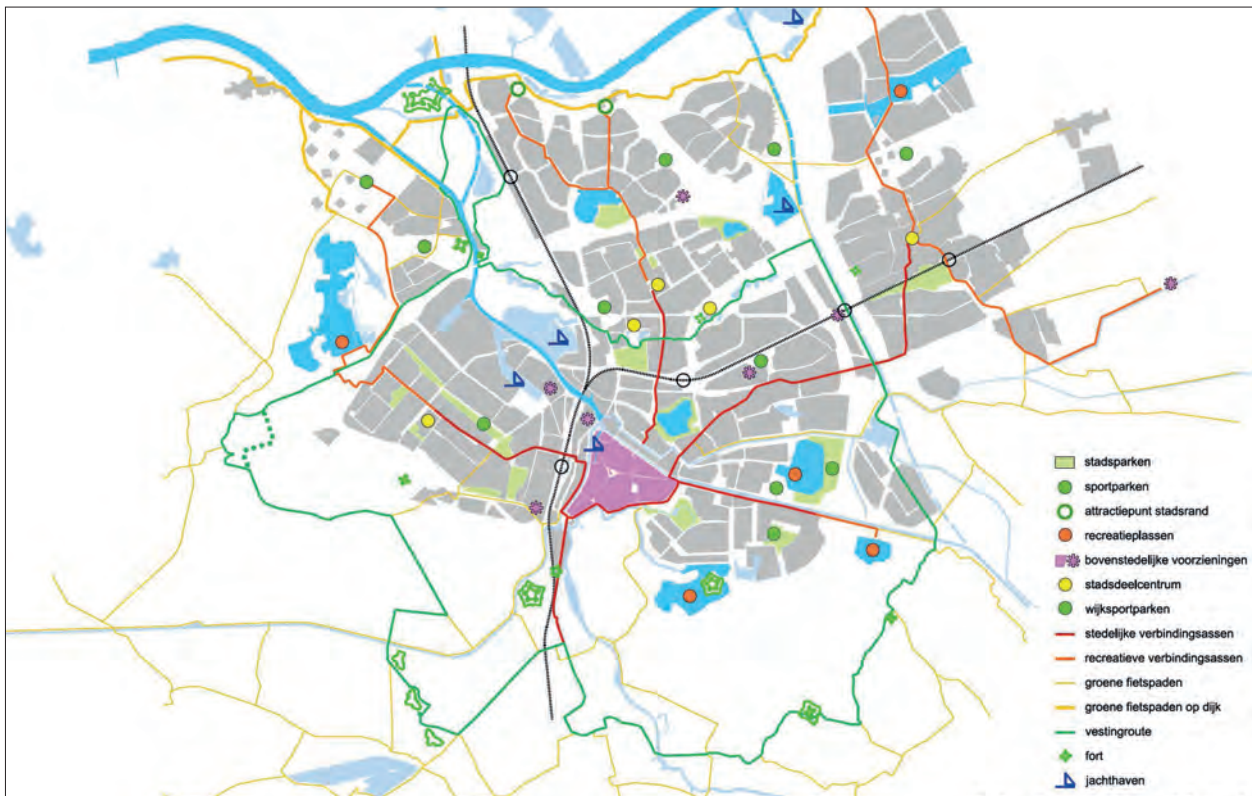 stadsparken
sportparken
attractiepunt stadsrand
recreatieplassen
bovenstedelijke voorzieningen
stadsdeelcentrum
wijksportparken
stedelijke verbindingsassen
recreatieve verbindingsassen
groene fietspaden
groene fietspaden op dijk
vestingroute
fort
jachthaven